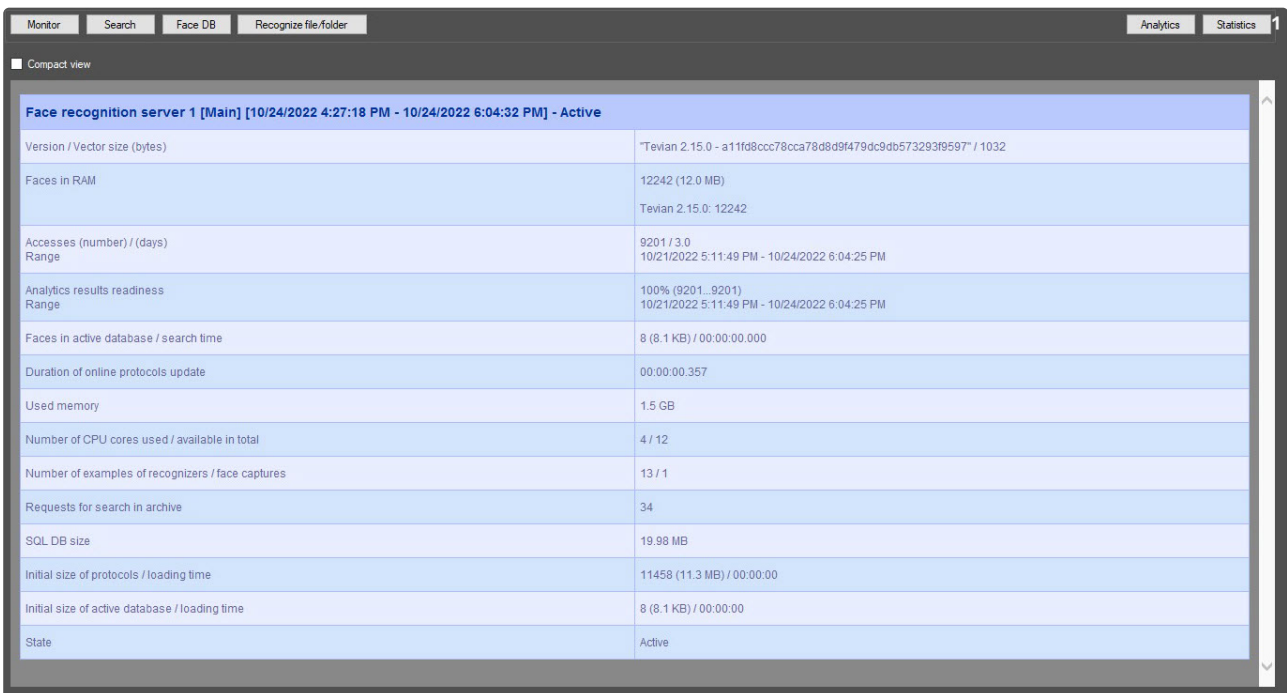 Monitor Search Face DB Recognize file/folder Analytics Statistics 1
Compact view
Face recognition server 1 [Main] [10/24/2022 4:27:18 PM - 10/24/2022 6:04:32 PM] - Active
Version / Vector size (bytes) "Tevian 2.15.0 - a11fd8ccc78cca78d8d9f479dc9db573293f9597" / 1032
Faces in RAM 12242 (12.0 MB)
Tevian 2.15.0: 12242
Accesses (number) / (days) 9201 / 3.0
Range 10/21/2022 5:11:49 PM - 10/24/2022 6:04:25 PM
Analytics results readiness 100% (9201...9201)
Range 10/21/2022 5:11:49 PM - 10/24/2022 6:04:25 PM
Faces in active database / search time 8 (8.1 KB) / 00:00:00.000
Duration of online protocols update 00:00:00.357
Used memory 1.5 GB
Number of CPU cores used / available in total 4 / 12
Number of examples of recognizers / face captures 13 / 1
Requests for search in archive 34
SQL DB size 19.98 MB
Initial size of protocols / loading time 11458 (11.3 MB) / 00:00:00
Initial size of active database / loading time 8 (8.1 KB) / 00:00:00
State Active